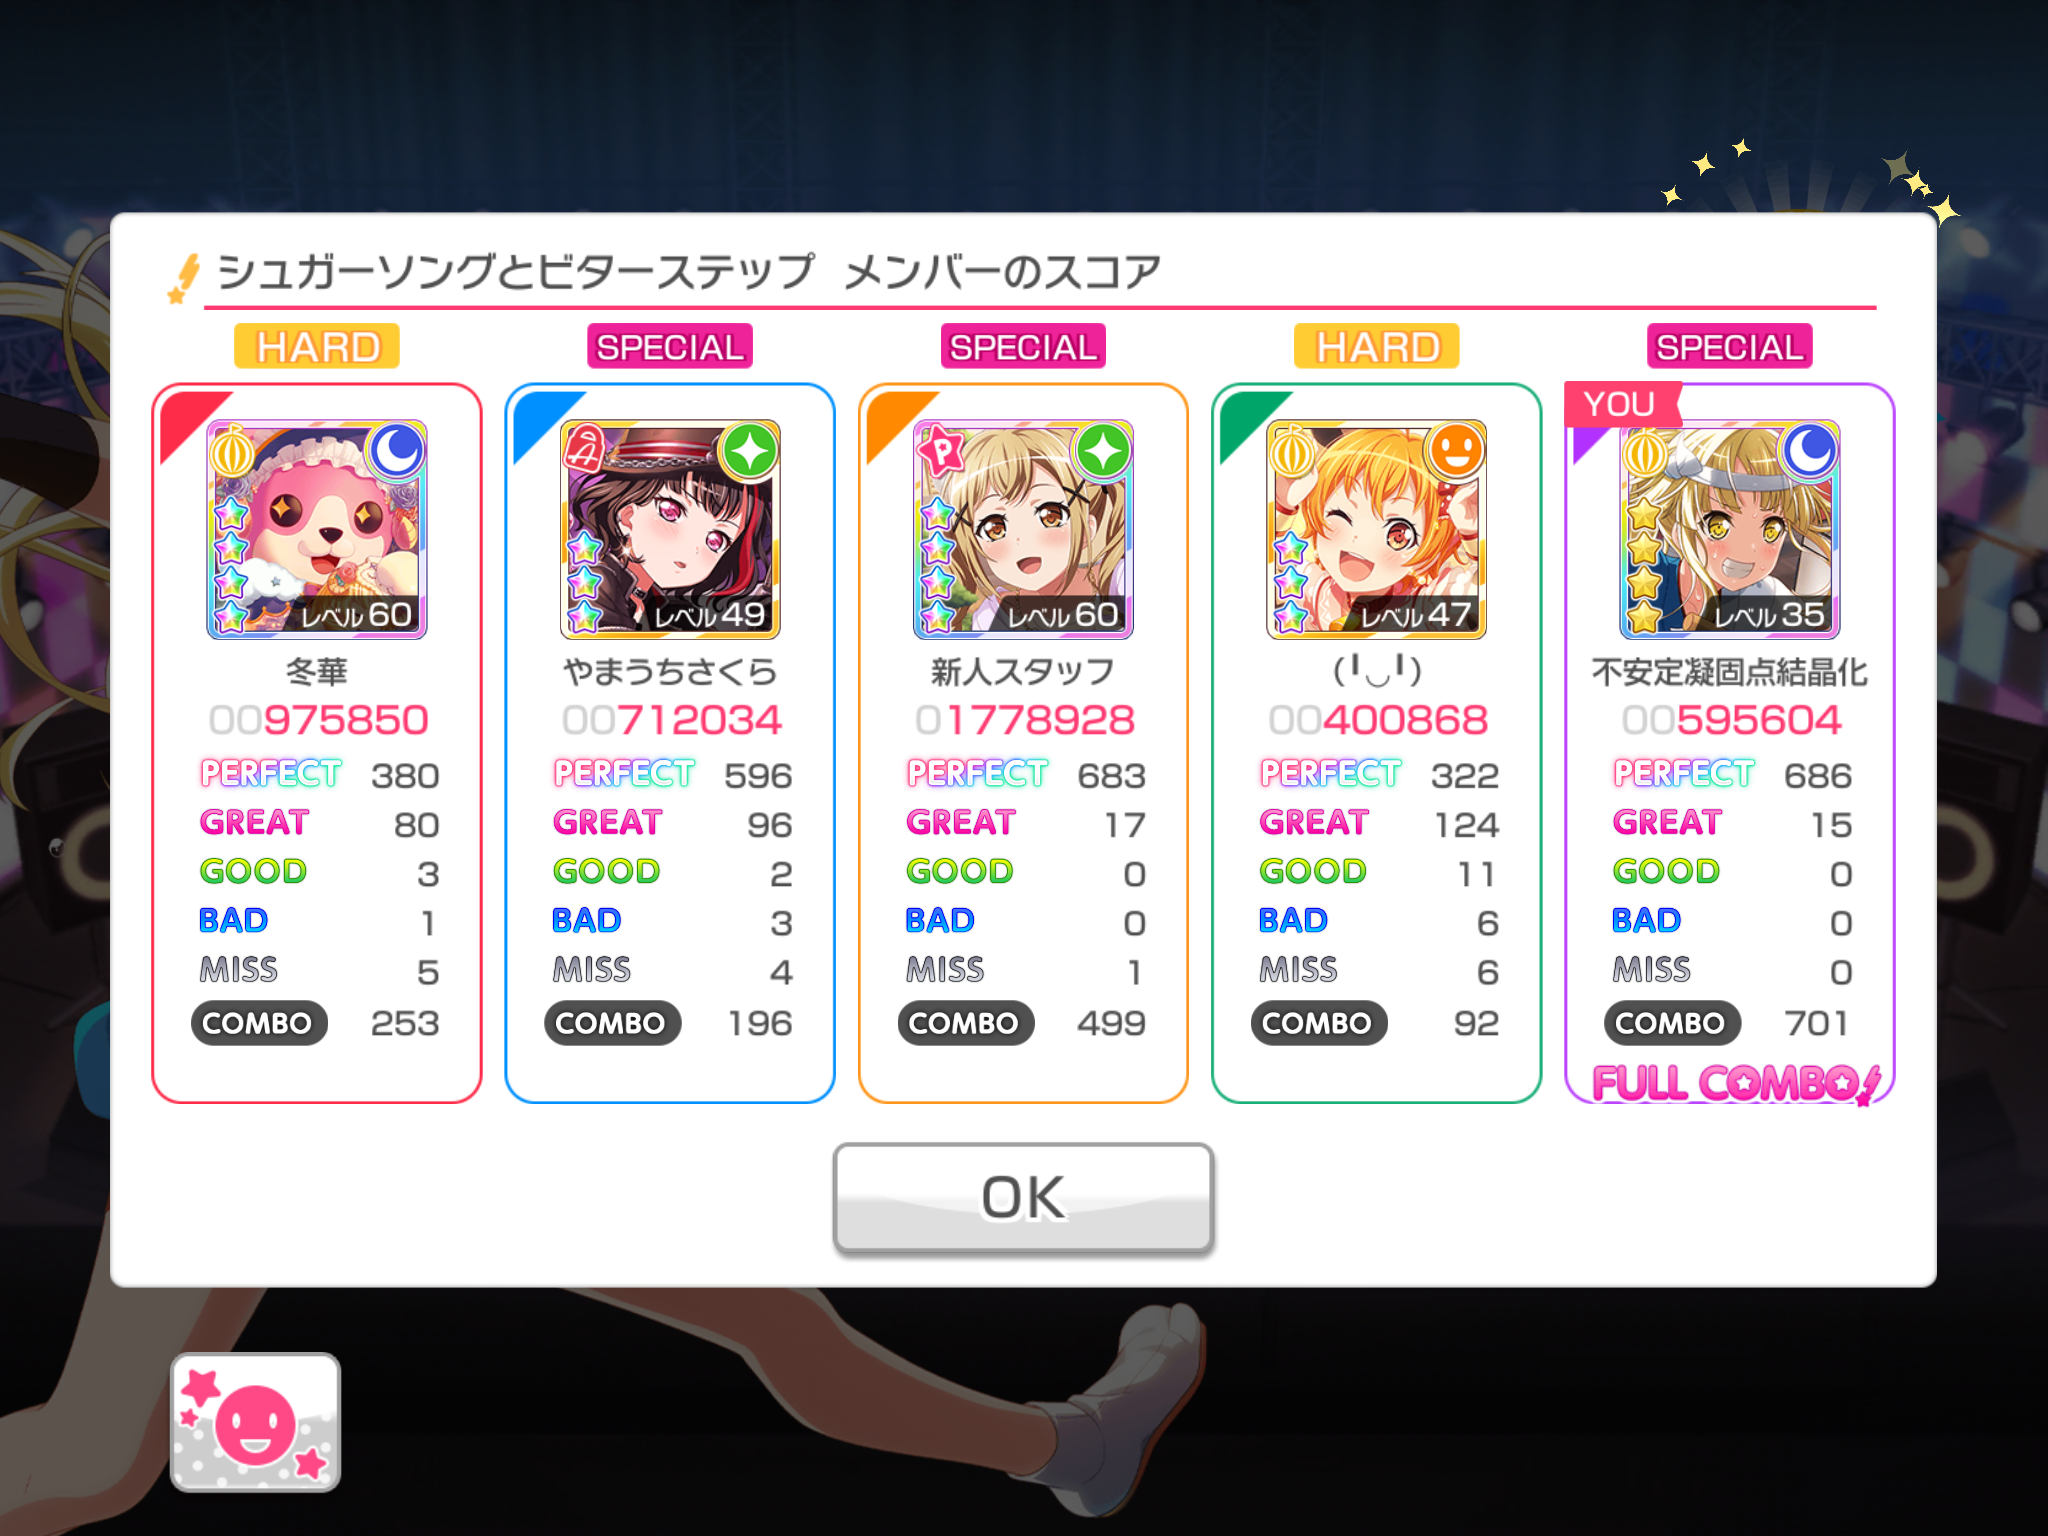 シュガーソングとビターステップ メンバーのスコア
HARD
SPECIAL
SPECIAL
HARD
SPECIAL
YOU
レベル60
レベル49
P
レベル60
レベル47
レベル35
冬華
やまうちさくら
新人スタッフ
(╹◡╹)
不安定凝固点結晶化
00975850
00712034
01778928
00400868
00595604
PERFECT 380
GREAT 80
GOOD 3
BAD 1
MISS 5
COMBO 253
PERFECT 596
GREAT 96
GOOD 2
BAD 3
MISS 4
COMBO 196
PERFECT 683
GREAT 17
GOOD 0
BAD 0
MISS 1
COMBO 499
PERFECT 322
GREAT 124
GOOD 11
BAD 6
MISS 6
COMBO 92
PERFECT 686
GREAT 15
GOOD 0
BAD 0
MISS 0
COMBO 701
FULL COMBO!
OK